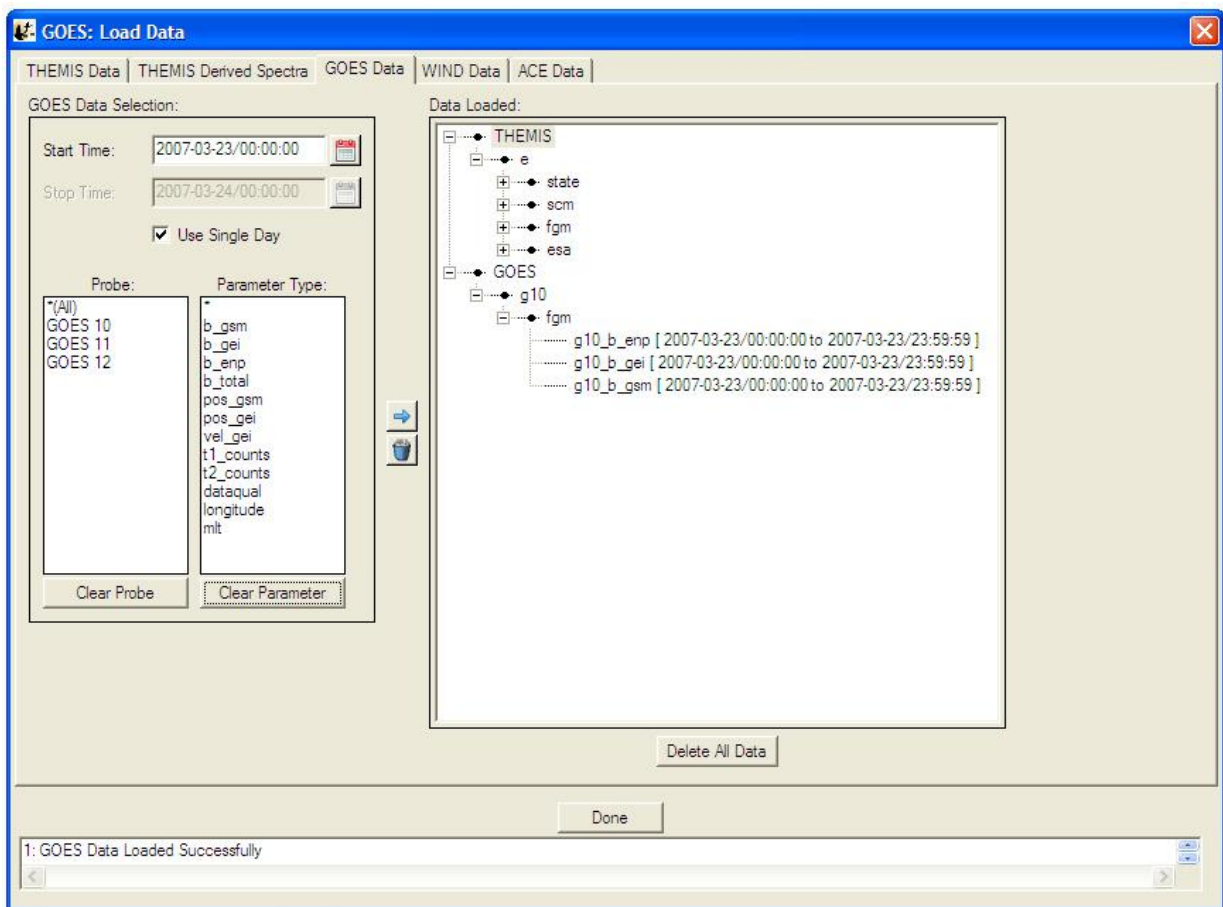 GOES: Load Data
THEMIS Data THEMIS Derived Spectra GOES Data WIND Data ACE Data
GOES Data Selection:
Start Time: 2007-03-23/00:00:00
Stop Time: 2007-03-24/00:00:00
Use Single Day
Probe:
*(All)
GOES 10
GOES 11
GOES 12
Clear Probe
Parameter Type:
*
b_gsm
b_gei
b_enp
b_total
pos_gsm
pos_gei
vel_gei
t1_counts
t2_counts
dataqual
longitude
mlt
Clear Parameter
Data Loaded:
THEMIS
e
state
scm
fgm
esa
GOES
g10
fgm
g10_b_enp [ 2007-03-23/00:00:00 to 2007-03-23/23:59:59 ]
g10_b_gei [ 2007-03-23/00:00:00 to 2007-03-23/23:59:59 ]
g10_b_gsm [ 2007-03-23/00:00:00 to 2007-03-23/23:59:59 ]
Delete All Data
Done
1: GOES Data Loaded Successfully